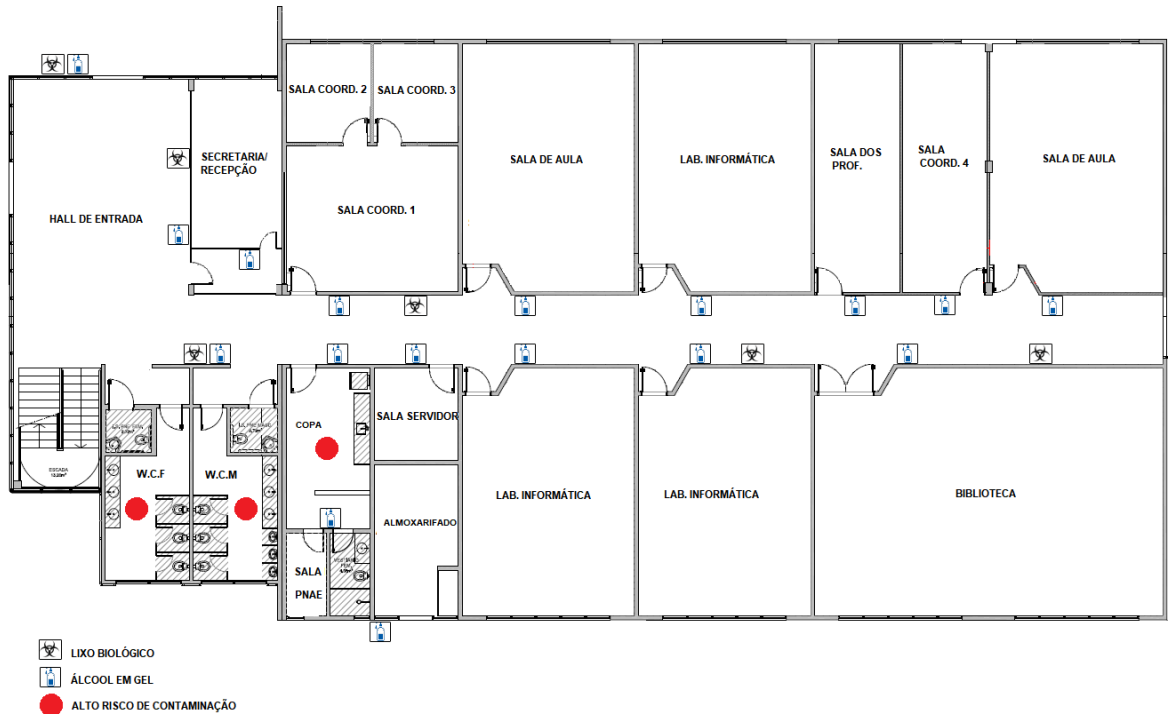 SALA COORD. 2
SALA COORD. 3
SECRETARIA/
RECEPÇÃO
SALA DE AULA
LAB. INFORMÁTICA
SALA DOS
PROF.
SALA
COORD. 4
SALA DE AULA
HALL DE ENTRADA
SALA COORD. 1
COPA
SALA SERVIDOR
W.C.F
W.C.M
ESCADA
LAB. INFORMÁTICA
LAB. INFORMÁTICA
BIBLIOTECA
ALMOXARIFADO
SALA
PNAE
LIXO BIOLÓGICO
ÁLCOOL EM GEL
ALTO RISCO DE CONTAMINAÇÃO